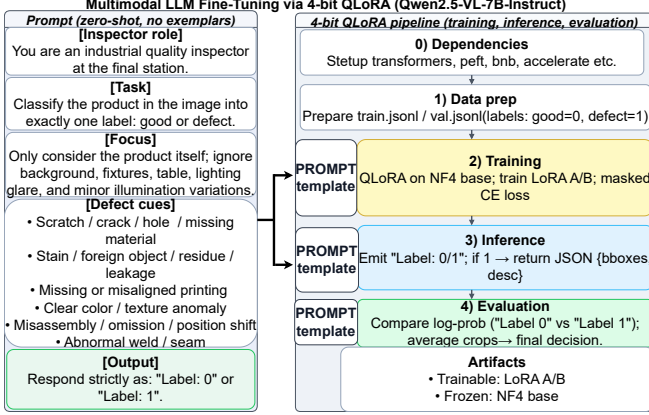 Multimodal LLM Fine-Tuning via 4-bit QLoRA (Qwen2.5-VL-7B-Instruct)
Prompt (zero-shot, no exemplars)
[Inspector role]
You are an industrial quality inspector
at the final station.
[Task]
Classify the product in the image into
exactly one label: good or defect.
[Focus]
Only consider the product itself; ignore
background, fixtures, table, lighting
glare, and minor illumination variations.
[Defect cues]
• Scratch / crack / hole / missing
material
• Stain / foreign object / residue /
leakage
• Missing or misaligned printing
• Clear color / texture anomaly
• Misassembly / omission / position shift
• Abnormal weld / seam
[Output]
Respond strictly as: "Label: 0" or
"Label: 1".
4-bit QLoRA pipeline (training, inference, evaluation)
0) Dependencies
Stetup transformers, peft, bnb, accelerate etc.
1) Data prep
Prepare train.jsonl / val.jsonl(labels: good=0, defect=1)
PROMPT
template
2) Training
QLoRA on NF4 base; train LoRA A/B; masked
CE loss
PROMPT
template
3) Inference
Emit "Label: 0/1"; if 1 → return JSON {bboxes,
desc}
PROMPT
template
4) Evaluation
Compare log-prob ("Label 0" vs "Label 1");
average crops→ final decision.
Artifacts
• Trainable: LoRA A/B
• Frozen: NF4 base